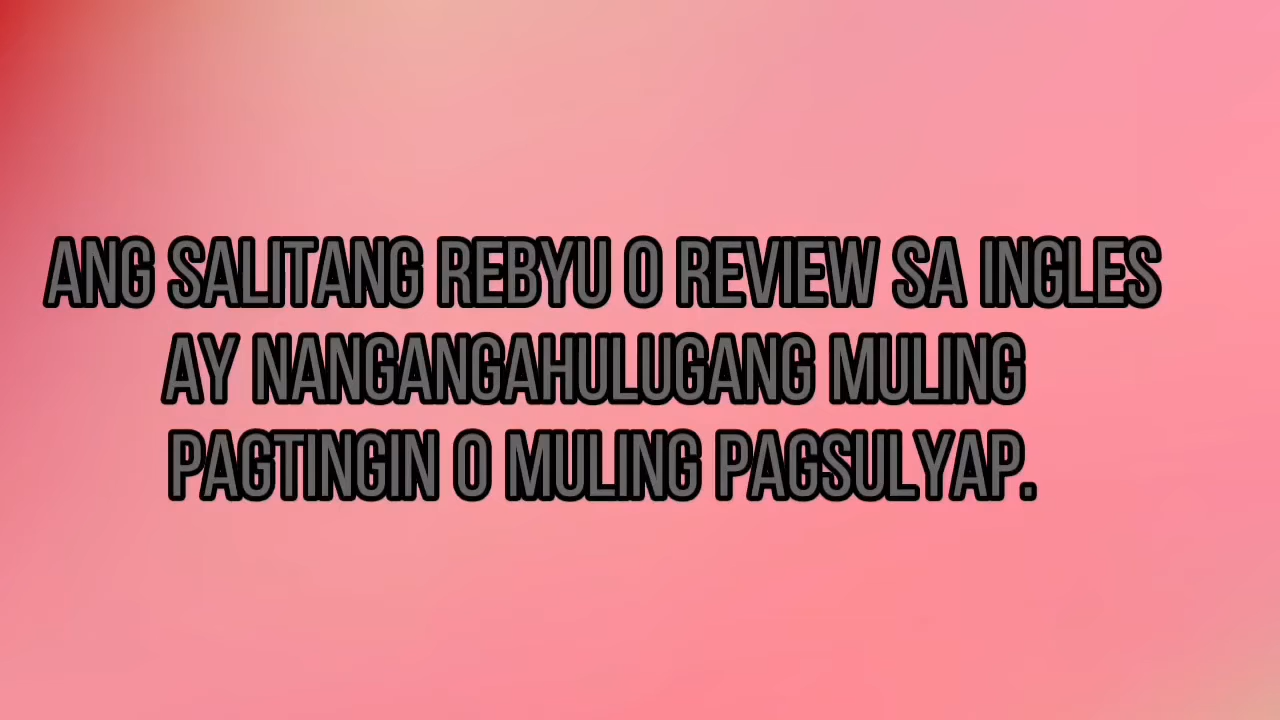 ANG SALITANG REBYU O REVIEW SA INGLES
AY NANGANGAHULUGANG MULING
PAGTINGIN O MULING PAGSULYAP.